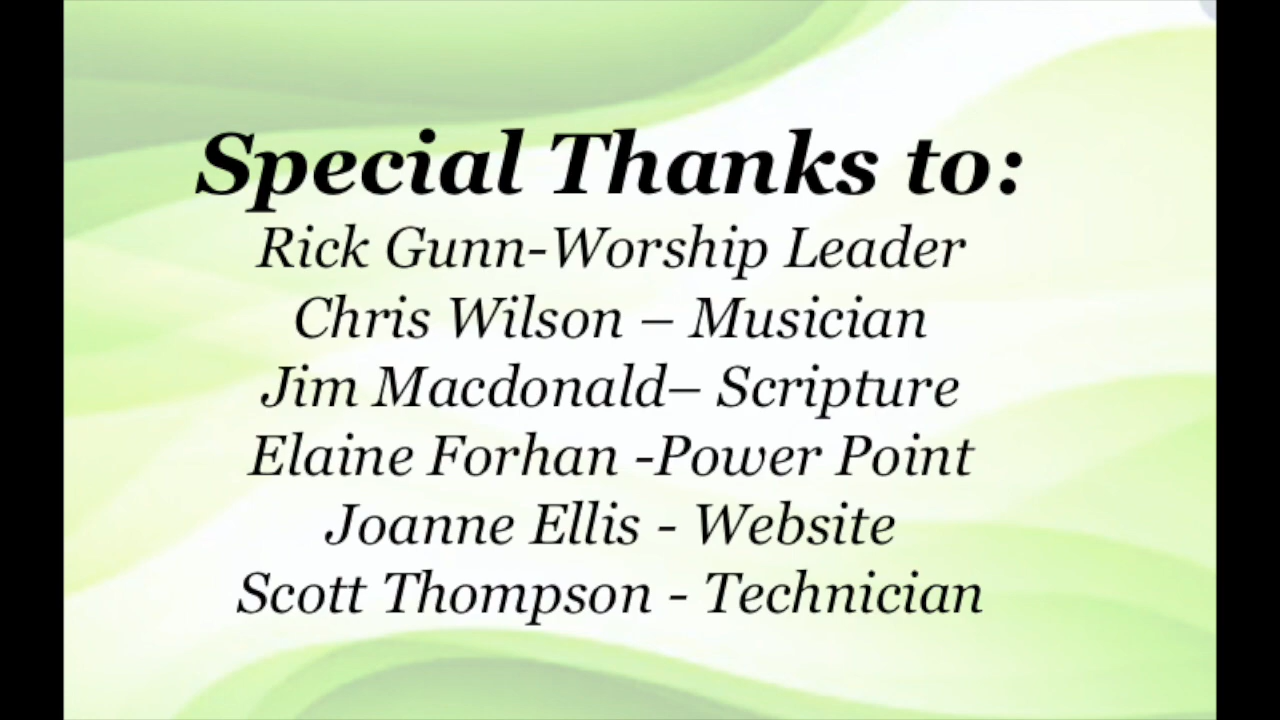 Special Thanks to:
Rick Gunn-Worship Leader
Chris Wilson – Musician
Jim Macdonald– Scripture
Elaine Forhan -Power Point
Joanne Ellis - Website
Scott Thompson - Technician